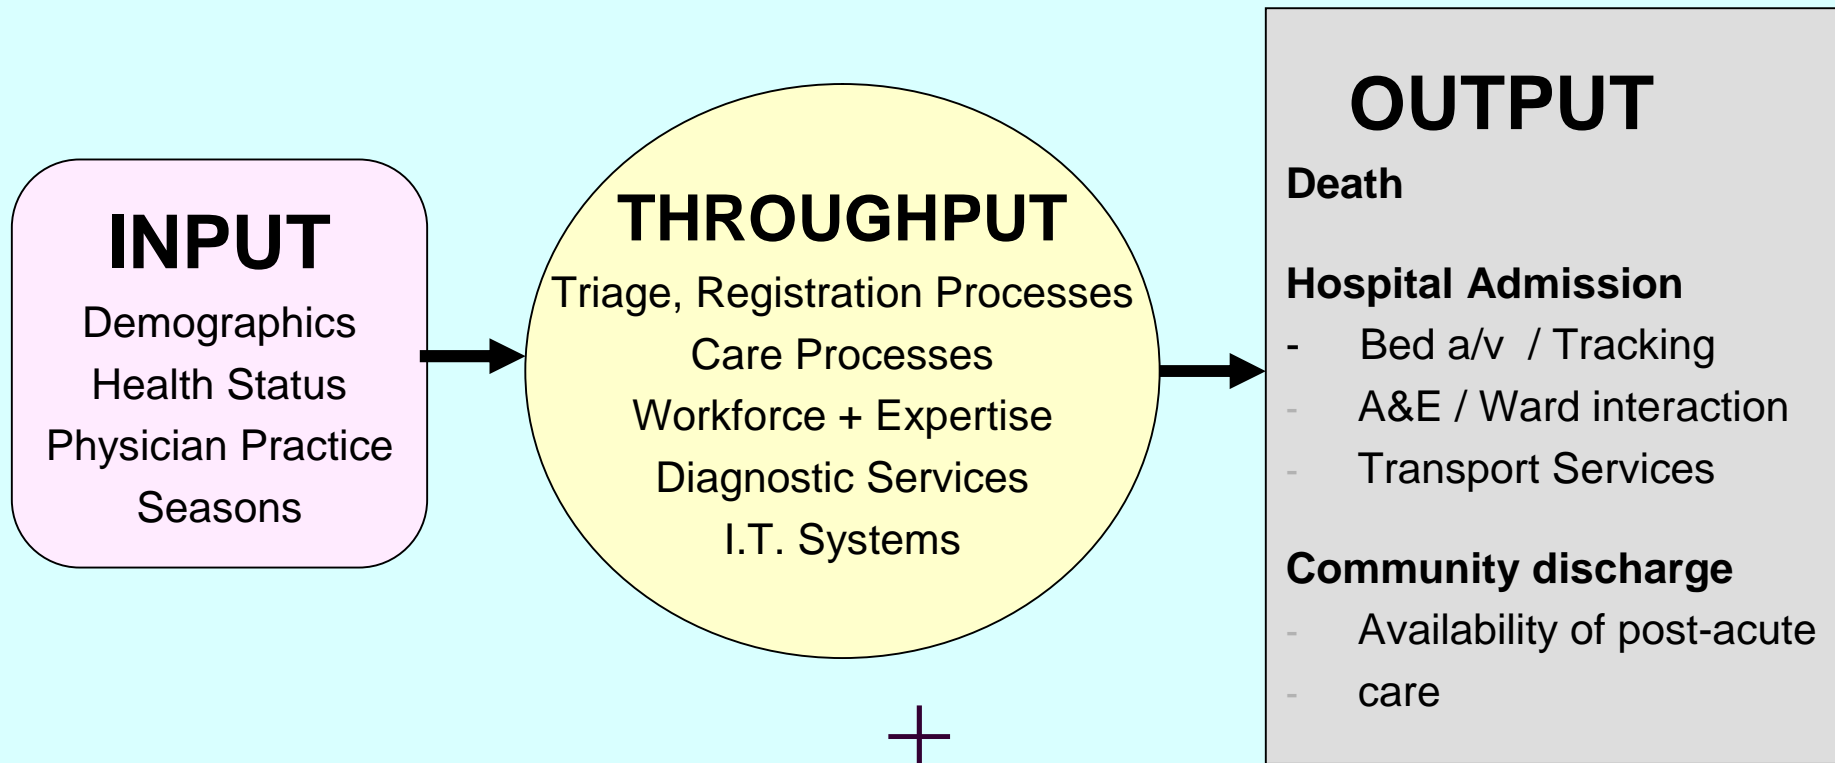 INPUT
Demographics
Health Status
Physician Practice
Seasons
THROUGHPUT
Triage, Registration Processes
Care Processes
Workforce + Expertise
Diagnostic Services
I.T. Systems
OUTPUT
Death
Hospital Admission
- Bed a/v / Tracking
- A&E / Ward interaction
- Transport Services
Community discharge
- Availability of post-acute
- care